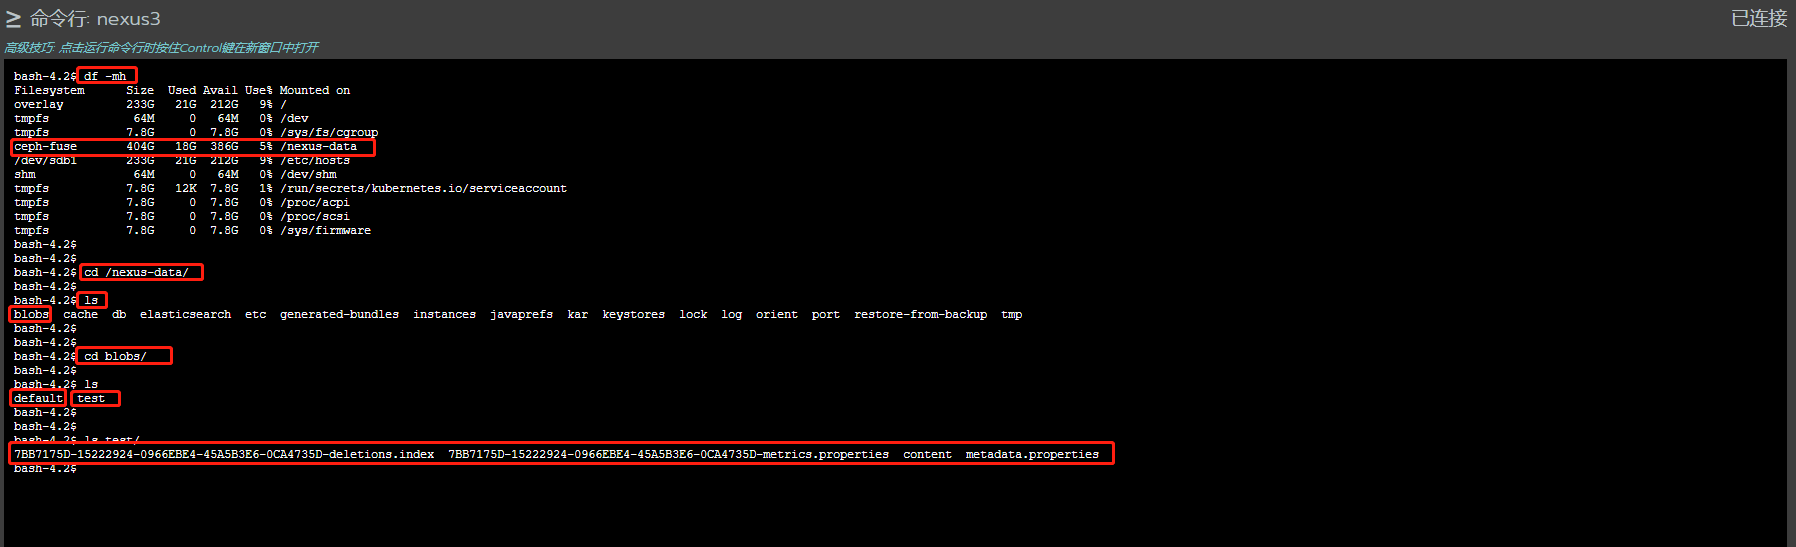 ≥ 命令行: nexus3
已连接
高级技巧: 点击运行命令行时按住Control键在新窗口中打开
bash-4.2$ df -mh
Filesystem      Size  Used Avail Use% Mounted on
overlay         233G   21G  212G   9% /
tmpfs            64M     0   64M   0% /dev
tmpfs           7.8G     0  7.8G   0% /sys/fs/cgroup
ceph-fuse       404G   18G  386G   5% /nexus-data
/dev/sdb1       233G   21G  212G   9% /etc/hosts
shm              64M     0   64M   0% /dev/shm
tmpfs           7.8G   12K  7.8G   1% /run/secrets/kubernetes.io/serviceaccount
tmpfs           7.8G     0  7.8G   0% /proc/acpi
tmpfs           7.8G     0  7.8G   0% /proc/scsi
tmpfs           7.8G     0  7.8G   0% /sys/firmware
bash-4.2$
bash-4.2$
bash-4.2$ cd /nexus-data/
bash-4.2$
bash-4.2$ ls
blobs  cache  db  elasticsearch  etc  generated-bundles  instances  javaprefs  kar  keystores  lock  log  orient  port  restore-from-backup  tmp
bash-4.2$
bash-4.2$
bash-4.2$ cd blobs/
bash-4.2$
bash-4.2$ ls
default  test
bash-4.2$
bash-4.2$
bash-4.2$ ls test/
7BB7175D-15222924-0966EBE4-45A5B3E6-0CA4735D-deletions.index  7BB7175D-15222924-0966EBE4-45A5B3E6-0CA4735D-metrics.properties  content  metadata.properties
bash-4.2$